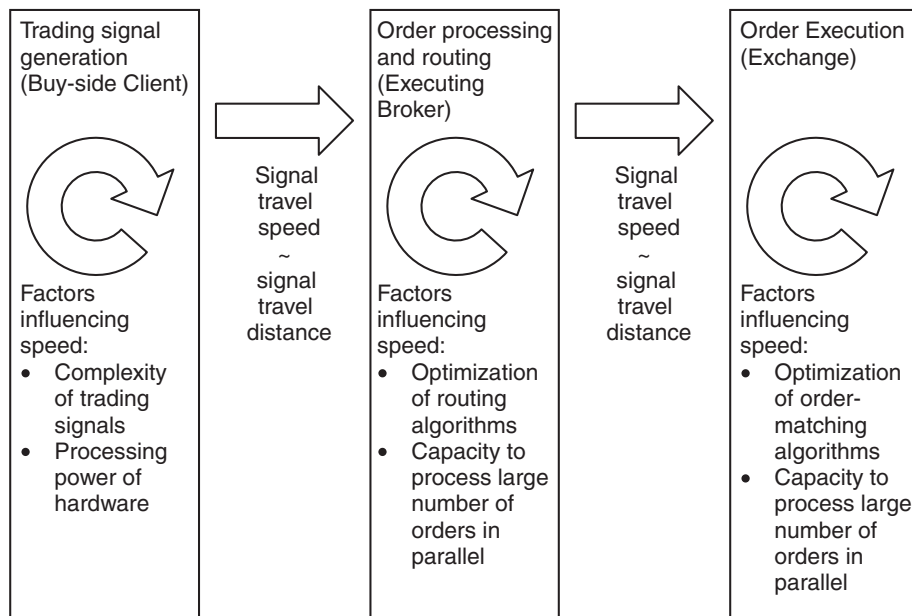 Trading signal
generation
(Buy-side Client)
Factors
influencing
speed:
• Complexity
of trading
signals
• Processing
power of
hardware
Signal
travel
speed
~
signal
travel
distance
Order processing
and routing
(Executing
Broker)
Factors
influencing
speed:
• Optimization
of routing
algorithms
• Capacity to
process large
number of
orders in
parallel
Signal
travel
speed
~
signal
travel
distance
Order Execution
(Exchange)
Factors
influencing
speed:
• Optimization
of order-
matching
algorithms
• Capacity to
process large
number of
orders in
parallel